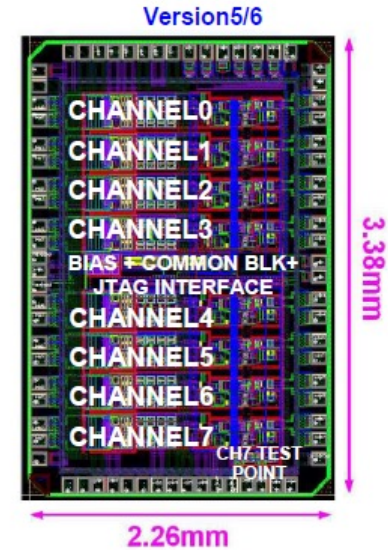 Version5/6
CHANNEL0
CHANNEL1
CHANNEL2
CHANNEL3
BIAS + COMMON BLK+
JTAG INTERFACE
CHANNEL4
CHANNEL5
CHANNEL6
CHANNEL7
CH7 TEST
POINT
3.38mm
2.26mm